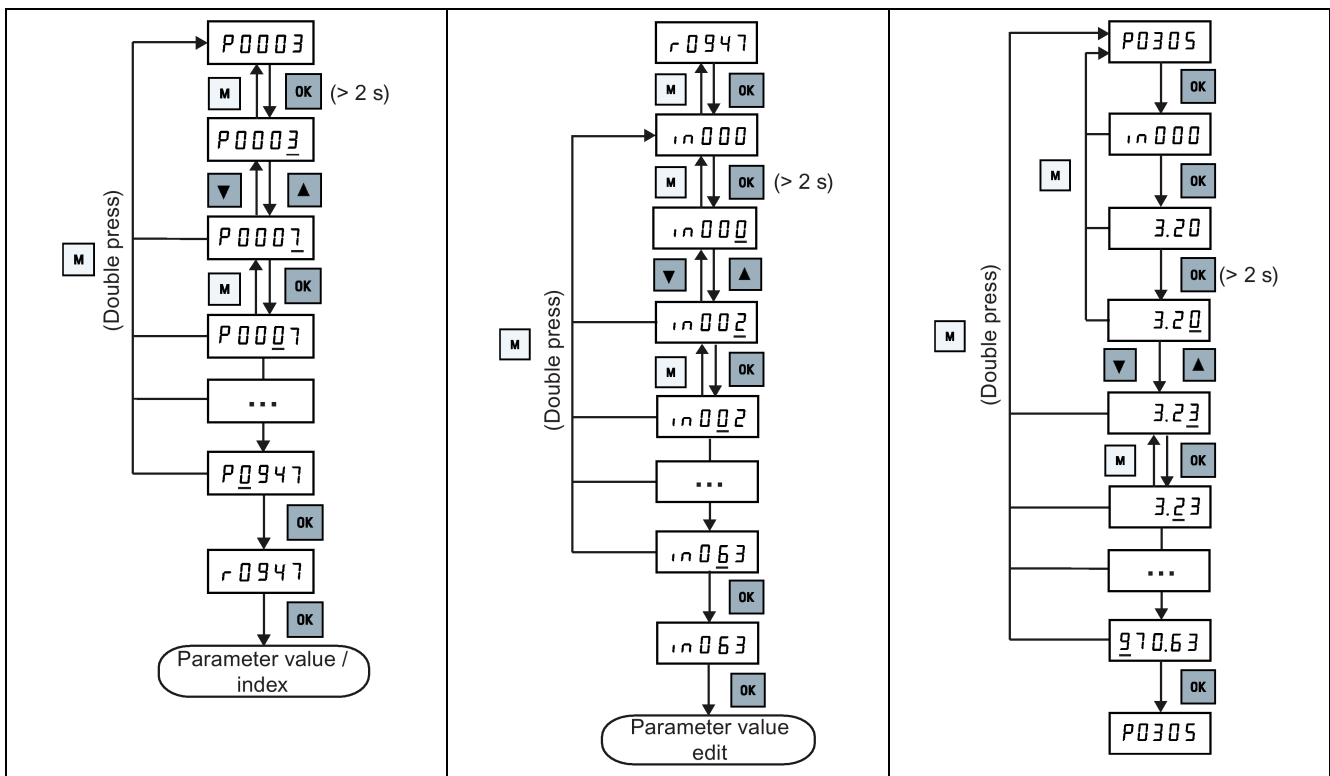 P0003
M
OK (> 2 s)
P0003
▼
▲
P0007
M
OK
P0007
...
P0947
OK
r0947
OK
Parameter value /
index
M
(Double press)
r0947
M
OK
in000
M
OK (> 2 s)
in000
▼
▲
in002
M
OK
in002
...
in063
OK
in063
OK
Parameter value
edit
M
(Double press)
P0305
OK
in000
M
OK
3.20
OK (> 2 s)
3.20
▼
▲
3.23
M
OK
3.23
...
970.63
OK
P0305
M
(Double press)